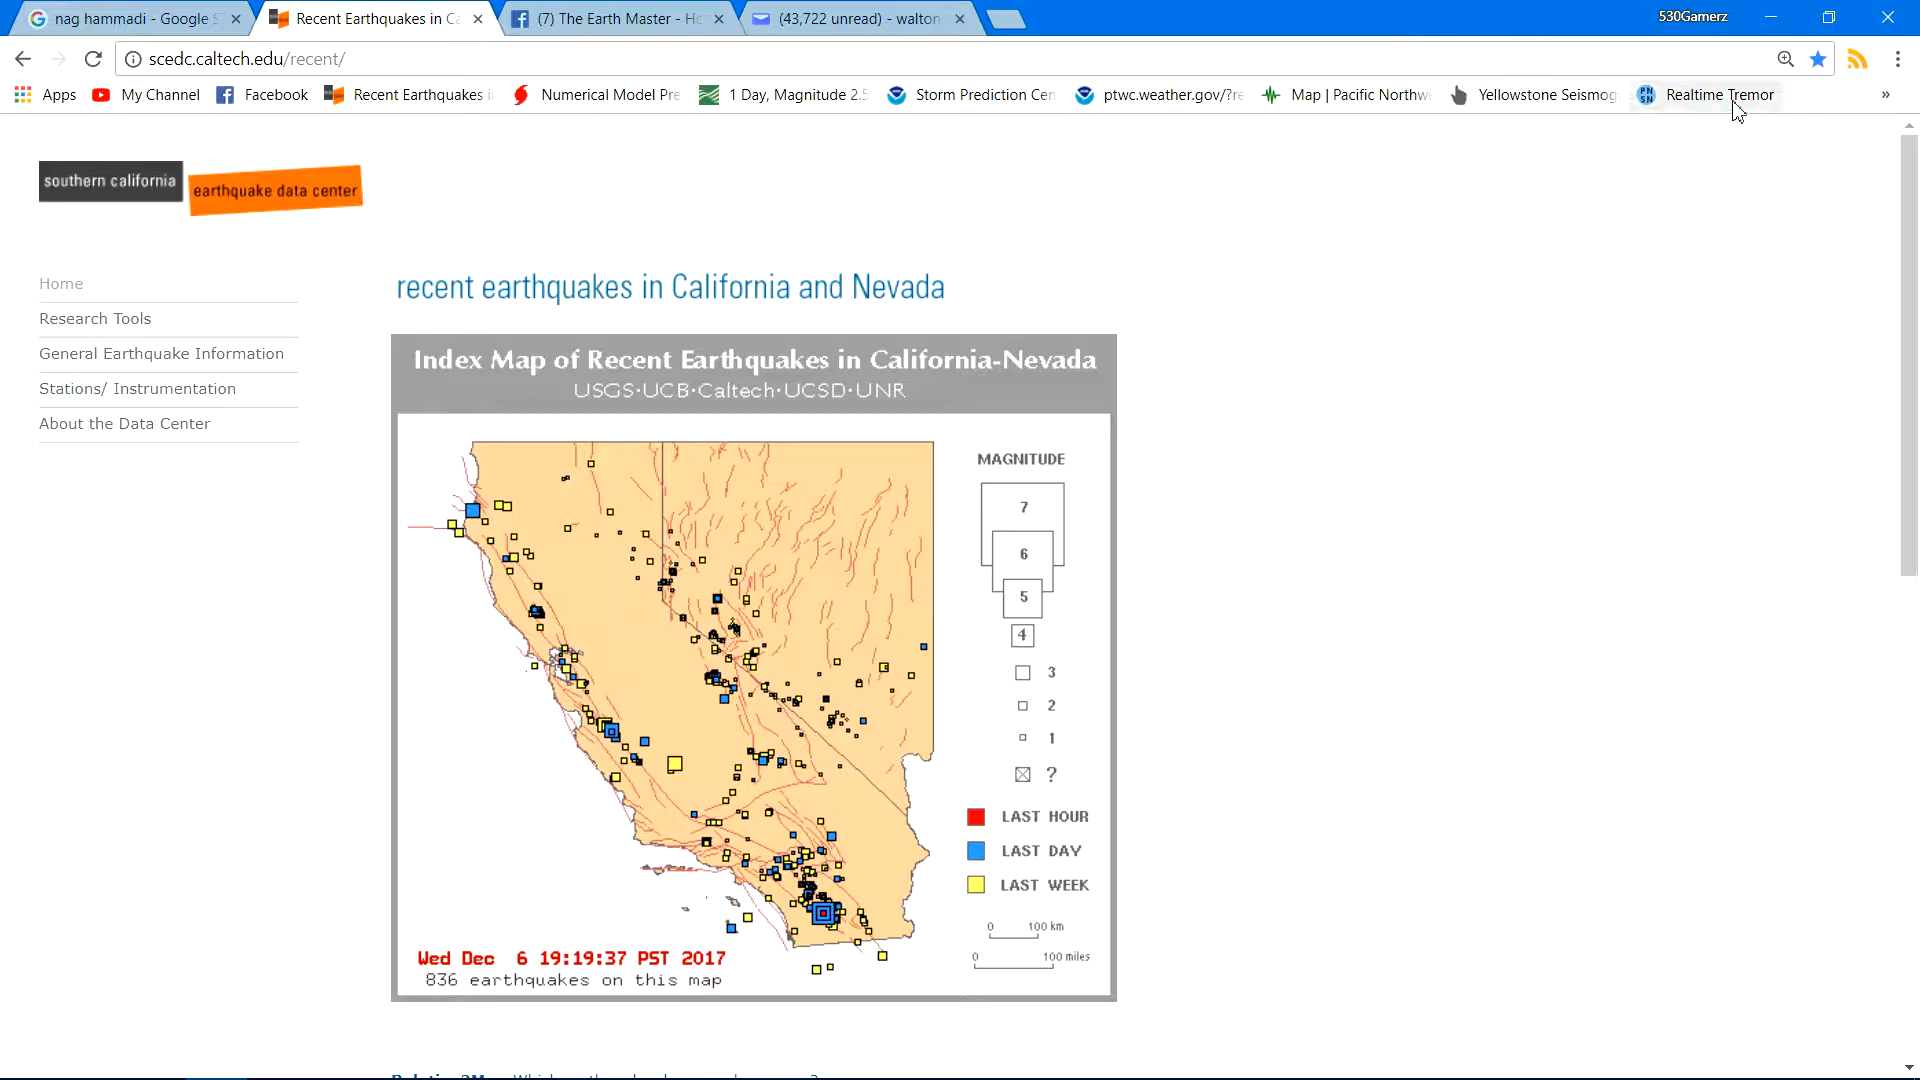 nag hammadi - Google S
Recent Earthquakes in Ca
(7) The Earth Master - Ho
(43,722 unread) - walton
530Gamerz
scedc.caltech.edu/recent/
Apps
My Channel
Facebook
Recent Earthquakes i
Numerical Model Pre
1 Day, Magnitude 2.5
Storm Prediction Cen
ptwc.weather.gov/?re
Map | Pacific Northw
Yellowstone Seismog
PN SN
Realtime Tremor
»
southern california
earthquake data center
Home
Research Tools
General Earthquake Information
Stations/ Instrumentation
About the Data Center
recent earthquakes in California and Nevada
Index Map of Recent Earthquakes in California-Nevada
USGS·UCB·Caltech·UCSD·UNR
MAGNITUDE
7
6
5
4
3
2
1
?
LAST HOUR
LAST DAY
LAST WEEK
0 100 km
0 100 miles
Wed Dec 6 19:19:37 PST 2017
836 earthquakes on this map